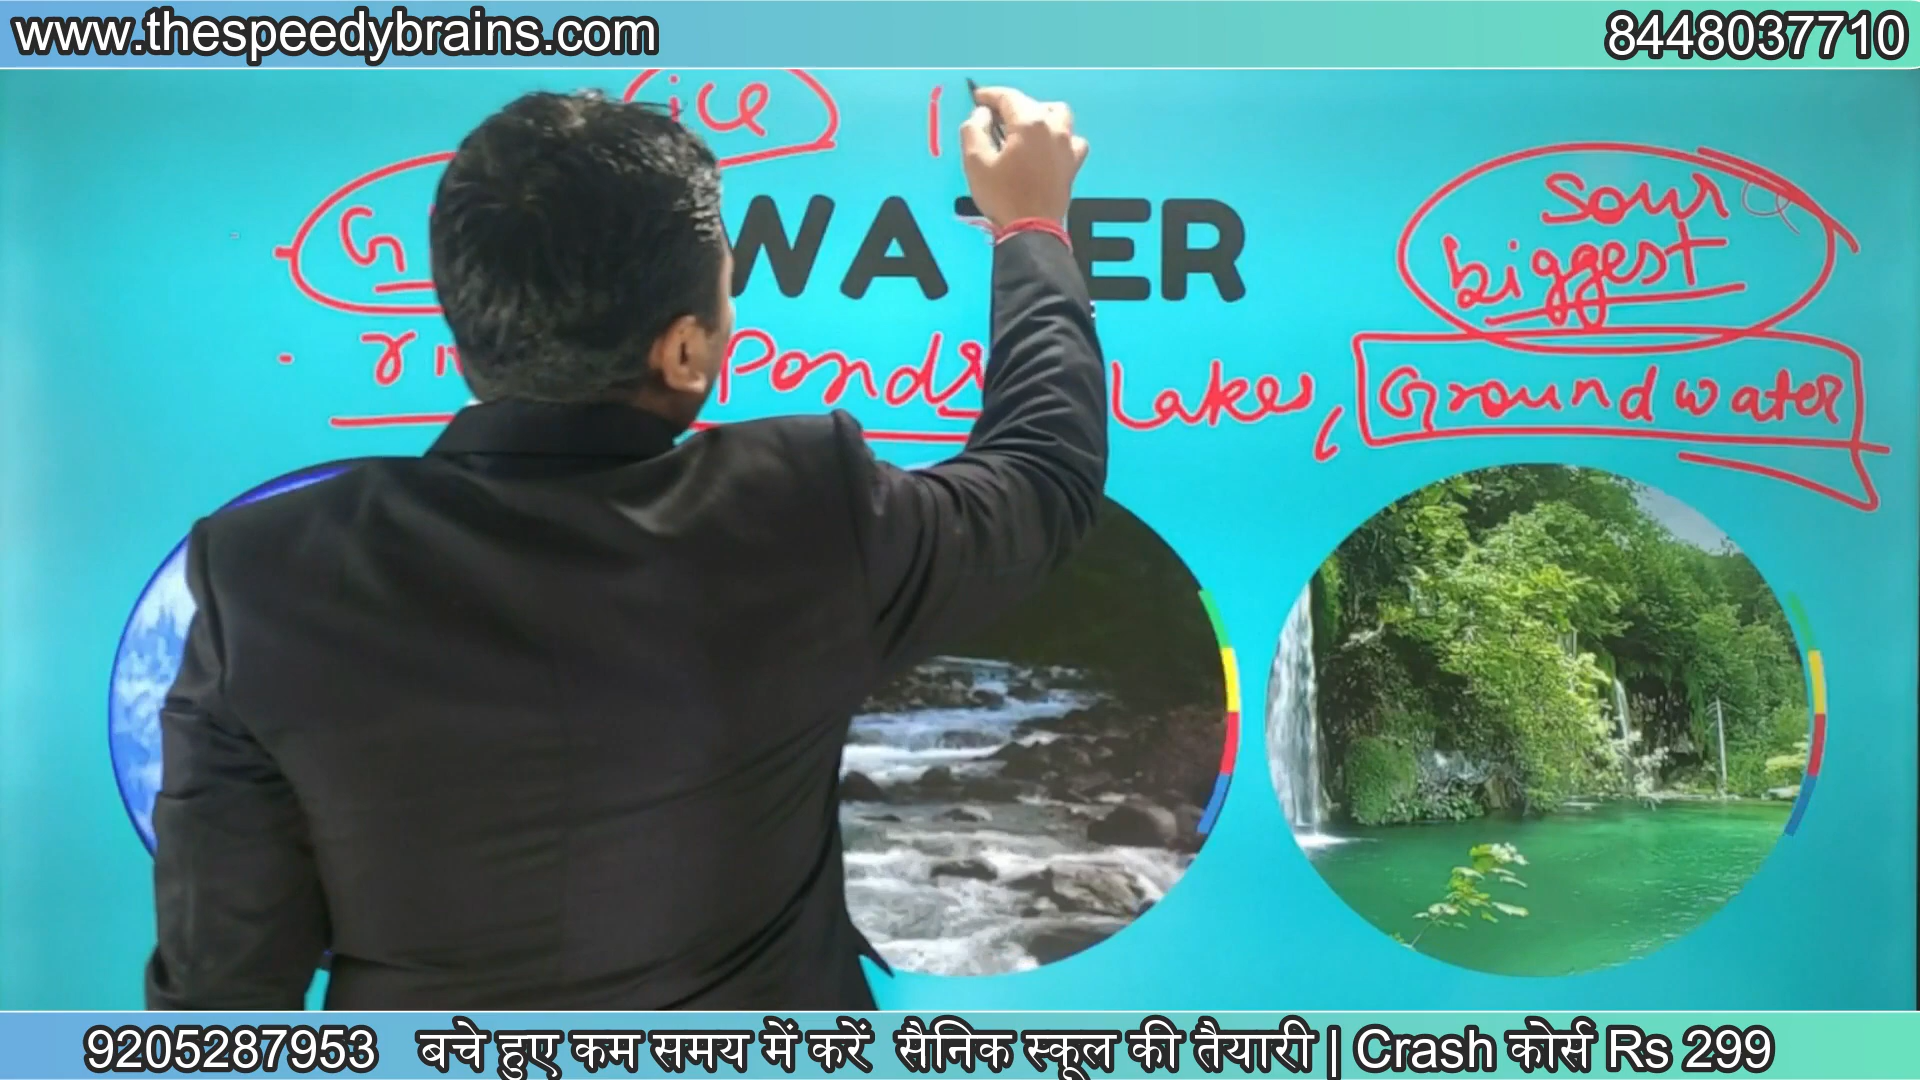 www.thespeedybrains.com 8448037710
ice
WATER
sour
biggest
Ponds Lakes,
Groundwater
9205287953 बचे हुए कम समय में करें सैनिक स्कूल की तैयारी | Crash कोर्स Rs 299